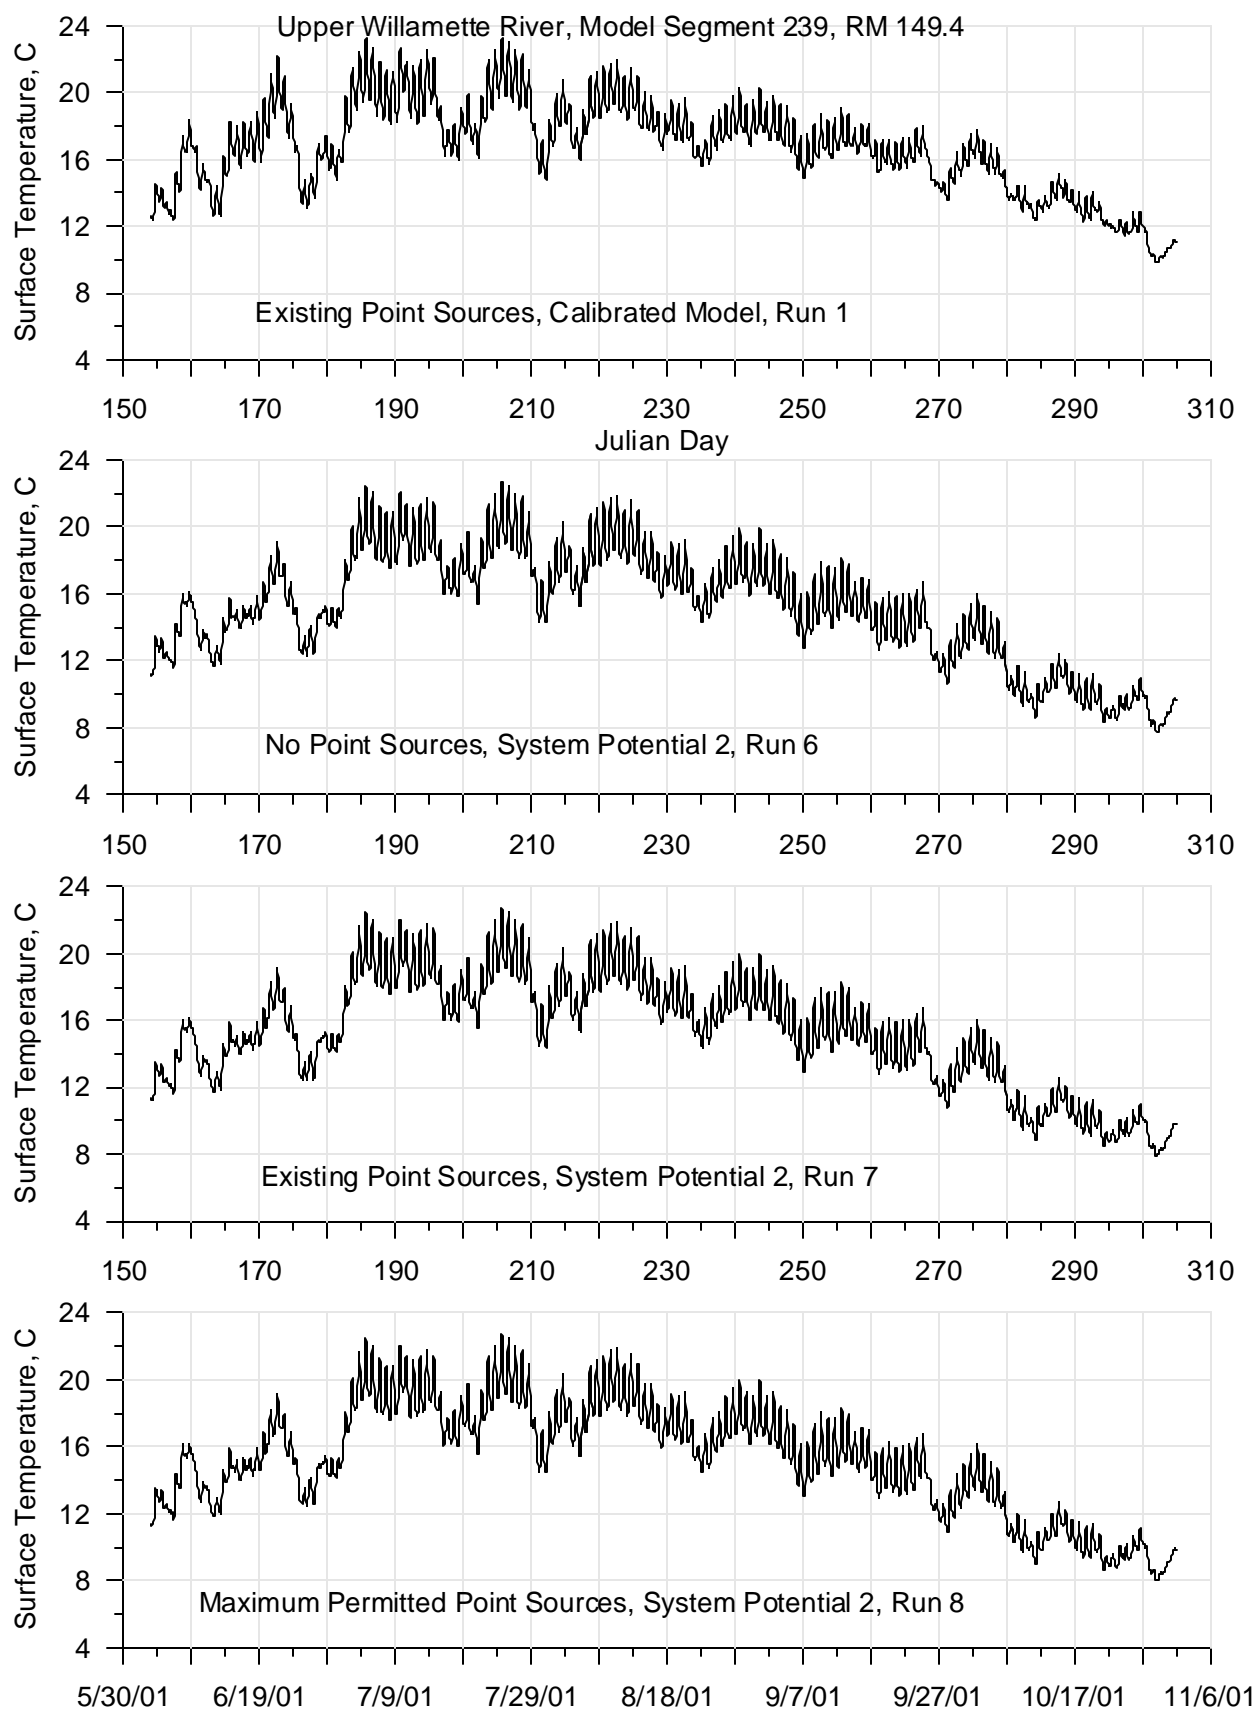 Upper Willamette River, Model Segment 239, RM 149.4
24
20
16
12
8
4
Surface Temperature, C
Existing Point Sources, Calibrated Model, Run 1
150 170 190 210 230 250 270 290 310
Julian Day
24
20
16
12
8
4
Surface Temperature, C
No Point Sources, System Potential 2, Run 6
150 170 190 210 230 250 270 290 310
24
20
16
12
8
4
Surface Temperature, C
Existing Point Sources, System Potential 2, Run 7
150 170 190 210 230 250 270 290 310
24
20
16
12
8
4
Surface Temperature, C
Maximum Permitted Point Sources, System Potential 2, Run 8
5/30/01 6/19/01 7/9/01 7/29/01 8/18/01 9/7/01 9/27/01 10/17/01 11/6/01